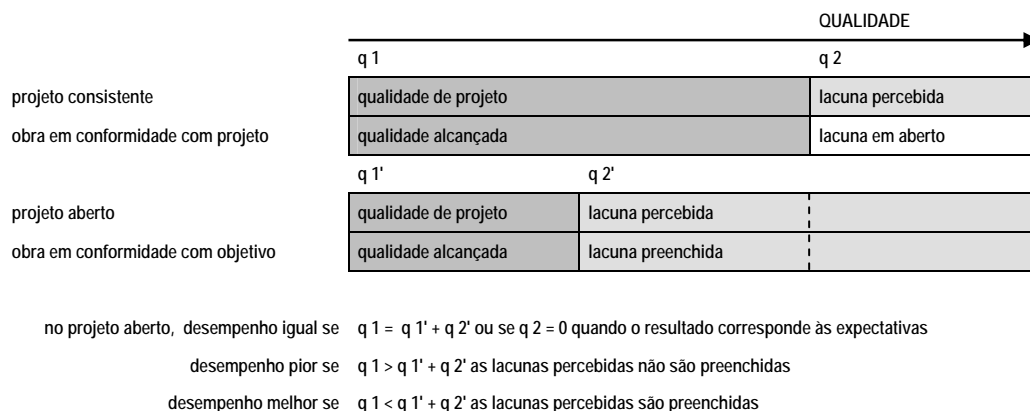 QUALIDADE
q 1 q 2
projeto consistente qualidade de projeto lacuna percebida
obra em conformidade com projeto qualidade alcançada lacuna em aberto
q 1' q 2'
projeto aberto qualidade de projeto lacuna percebida
obra em conformidade com objetivo qualidade alcançada lacuna preenchida
no projeto aberto, desempenho igual se q 1 = q 1' + q 2' ou se q 2 = 0 quando o resultado corresponde às expectativas
desempenho pior se q 1 > q 1' + q 2' as lacunas percebidas não são preenchidas
desempenho melhor se q 1 < q 1' + q 2' as lacunas percebidas são preenchidas